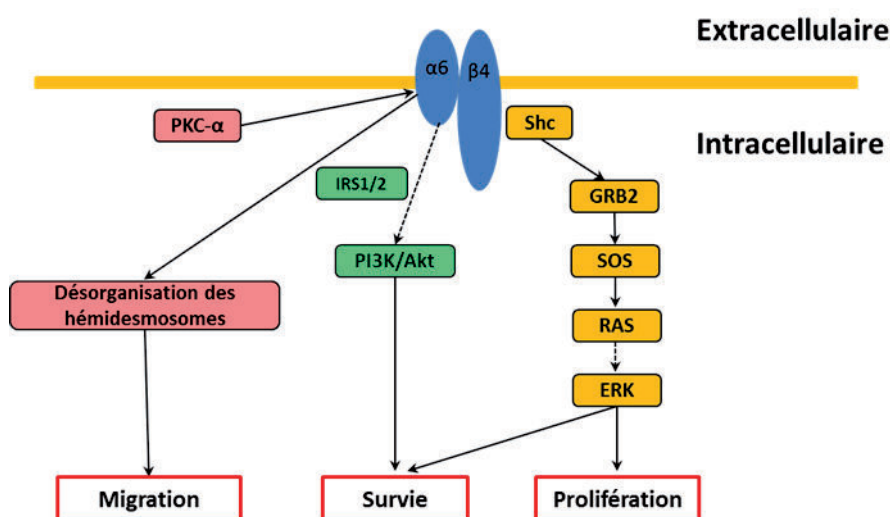 Extracellulaire
α6
β4
PKC-α
Shc
Intracellulaire
IRS1/2
GRB2
PI3K/Akt
SOS
Désorganisation des
hémidesmosomes
RAS
ERK
Migration
Survie
Prolifération